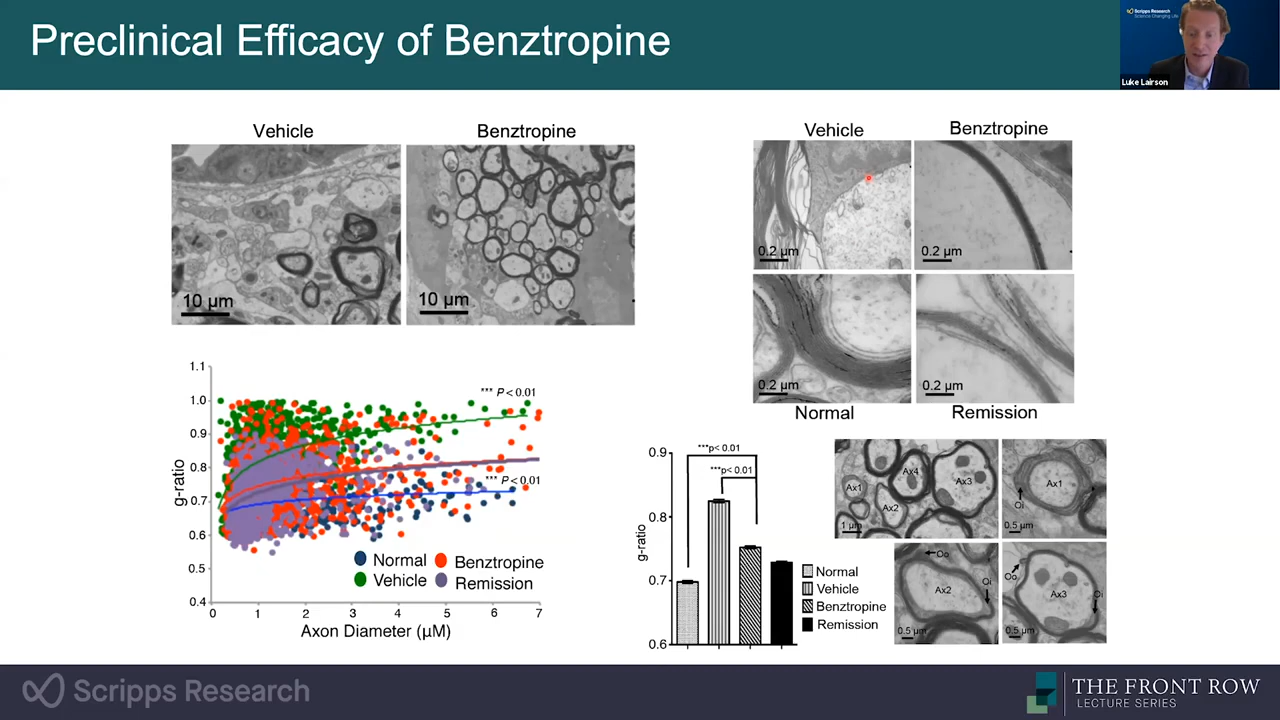 Preclinical Efficacy of Benztropine
Scripps Research
Science Changing Life
Luke Lairson
Vehicle
Benztropine
10 µm
10 µm
Vehicle
Benztropine
0.2 µm
0.2 µm
0.2 µm
0.2 µm
Normal
Remission
g-ratio
1.1
1.0
0.9
0.8
0.7
0.6
0.5
0.4
0
1
2
3
4
5
6
7
Axon Diameter (µM)
*** P < 0.01
*** P < 0.01
Normal
Benztropine
Vehicle
Remission
g-ratio
0.9
0.8
0.7
0.6
***p< 0.01
***p< 0.01
Normal
Vehicle
Benztropine
Remission
Ax1
Ax4
Ax3
Ax2
1 µm
Ax1
Oi
0.5 µm
Oo
Ax2
Oi
0.5 µm
Oo
Ax3
Oi
0.5 µm
Scripps Research
THE FRONT ROW
LECTURE SERIES